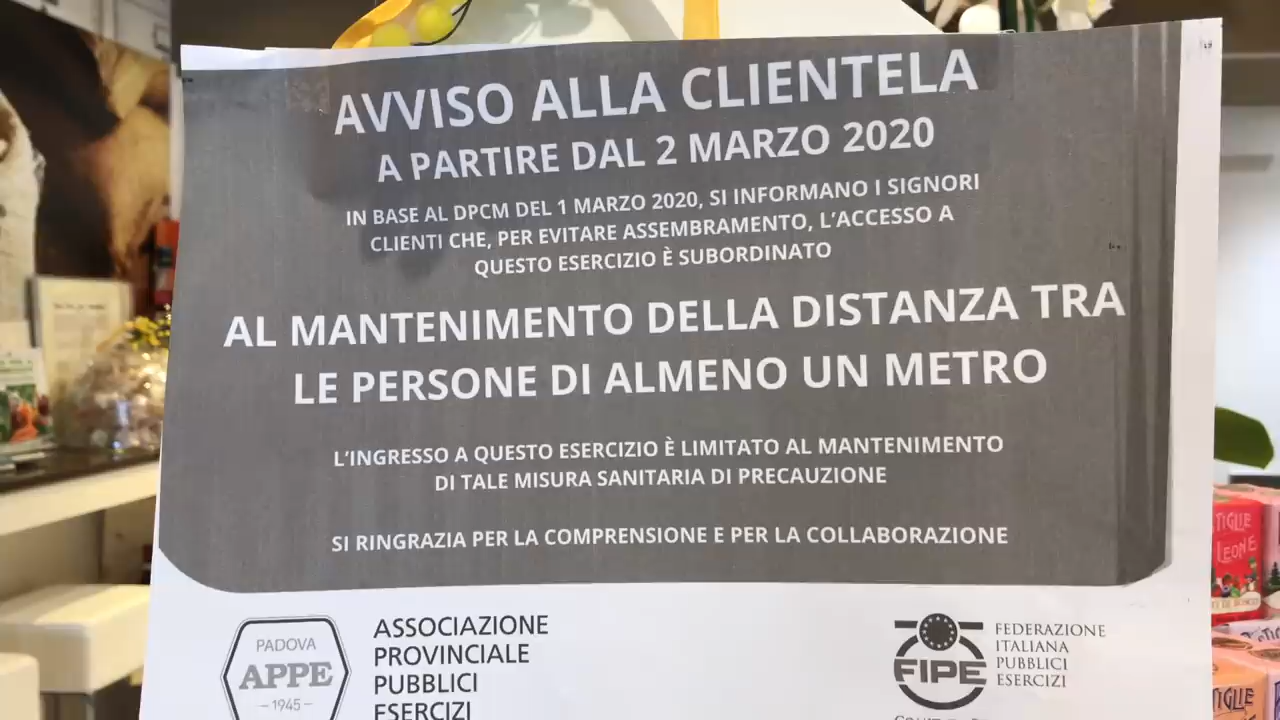 AVVISO ALLA CLIENTELA
A PARTIRE DAL 2 MARZO 2020
IN BASE AL DPCM DEL 1 MARZO 2020, SI INFORMANO I SIGNORI
CLIENTI CHE, PER EVITARE ASSEMBRAMENTO, L'ACCESSO A
QUESTO ESERCIZIO È SUBORDINATO
AL MANTENIMENTO DELLA DISTANZA TRA
LE PERSONE DI ALMENO UN METRO
L'INGRESSO A QUESTO ESERCIZIO È LIMITATO AL MANTENIMENTO
DI TALE MISURA SANITARIA DI PRECAUZIONE
SI RINGRAZIA PER LA COMPRENSIONE E PER LA COLLABORAZIONE
PADOVA
APPE
1945
ASSOCIAZIONE
PROVINCIALE
PUBBLICI
ESERCIZI
FIPE
FEDERAZIONE
ITALIANA
PUBBLICI
ESERCIZI
LEONE